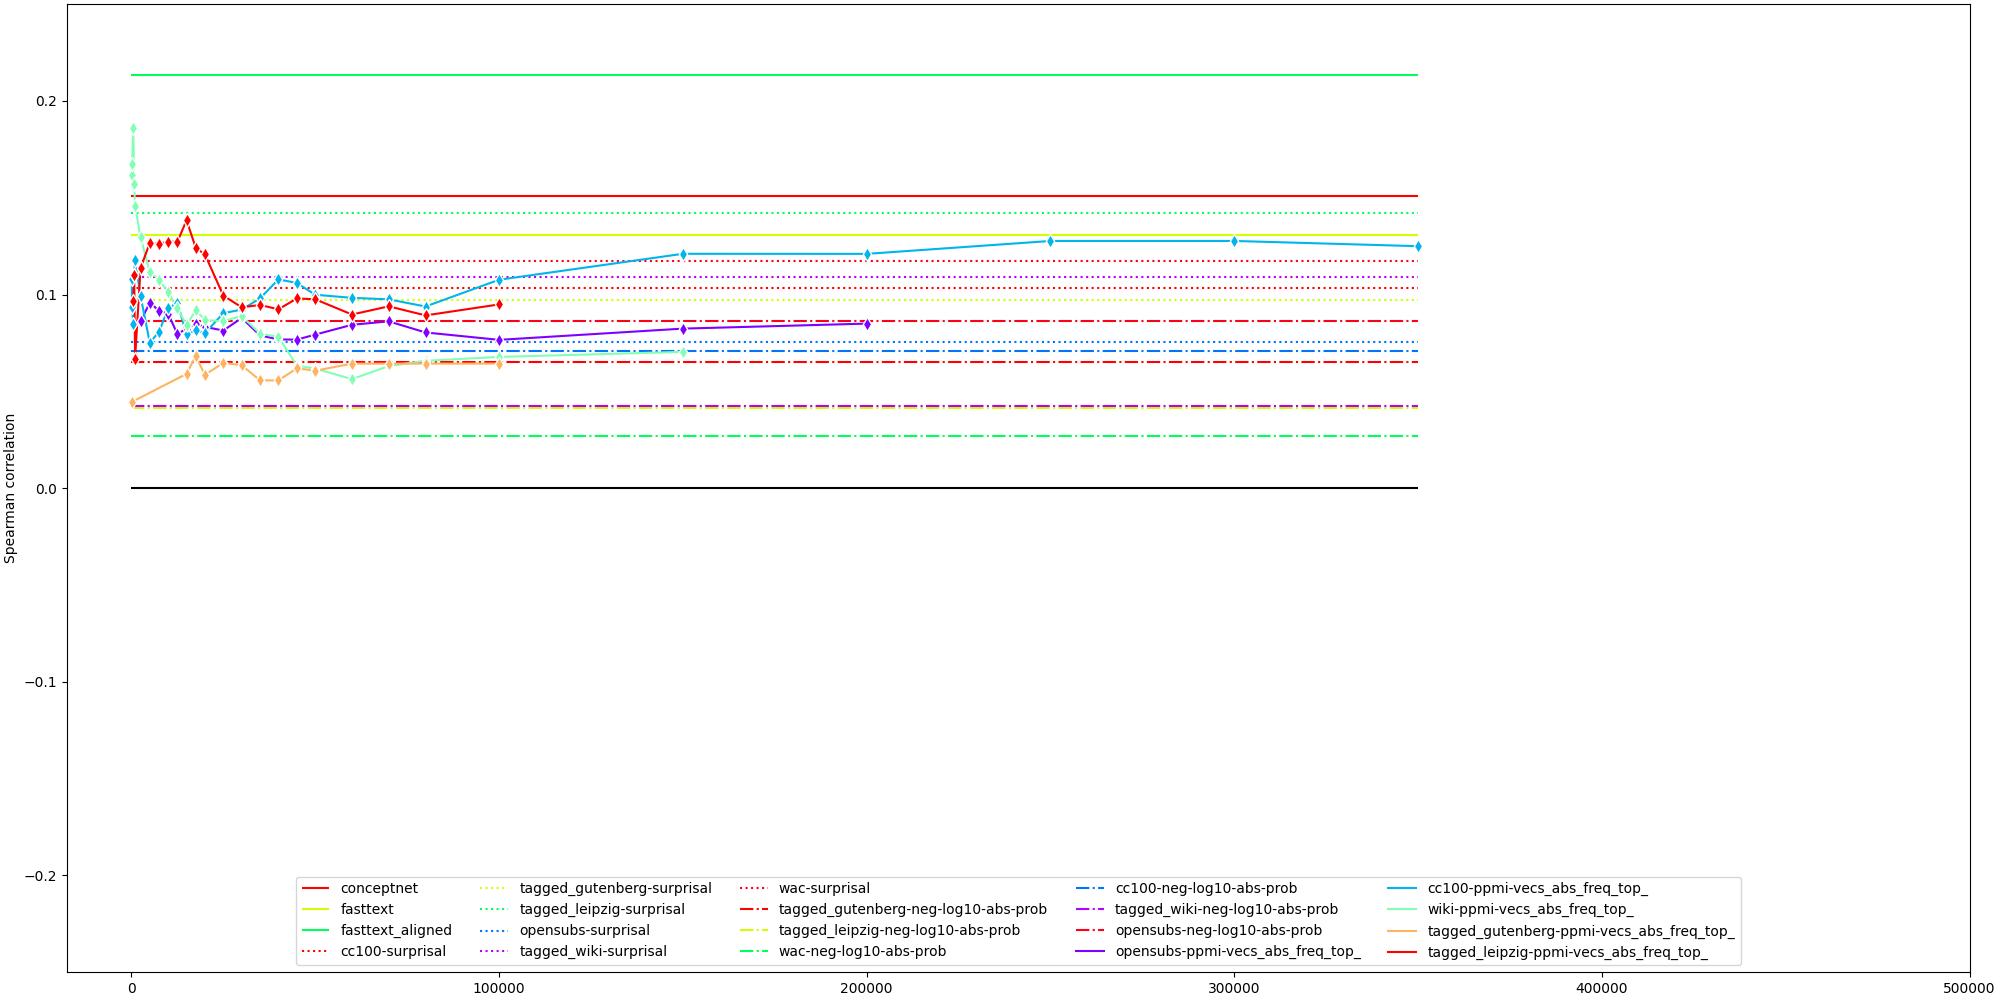 0.2
0.1
0.0
−0.1
−0.2
Spearman correlation
conceptnet
fasttext
fasttext_aligned
cc100-surprisal
tagged_gutenberg-surprisal
tagged_leipzig-surprisal
opensubs-surprisal
tagged_wiki-surprisal
wac-surprisal
tagged_gutenberg-neg-log10-abs-prob
tagged_leipzig-neg-log10-abs-prob
wac-neg-log10-abs-prob
cc100-neg-log10-abs-prob
tagged_wiki-neg-log10-abs-prob
opensubs-neg-log10-abs-prob
opensubs-ppmi-vecs_abs_freq_top_
cc100-ppmi-vecs_abs_freq_top_
wiki-ppmi-vecs_abs_freq_top_
tagged_gutenberg-ppmi-vecs_abs_freq_top_
tagged_leipzig-ppmi-vecs_abs_freq_top_
0 100000 200000 300000 400000 500000